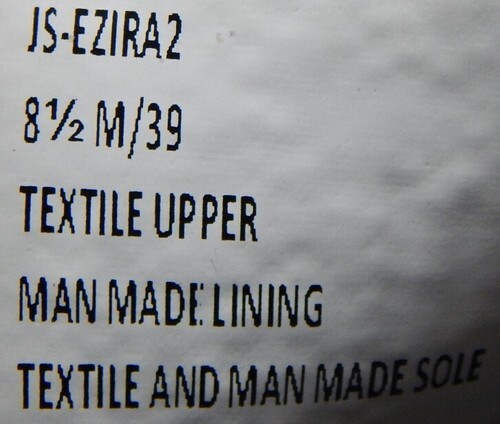 JS-EZIRA2
8½ M/39
TEXTILE UPPER
MAN MADE LINING
TEXTILE AND MAN MADE SOLE